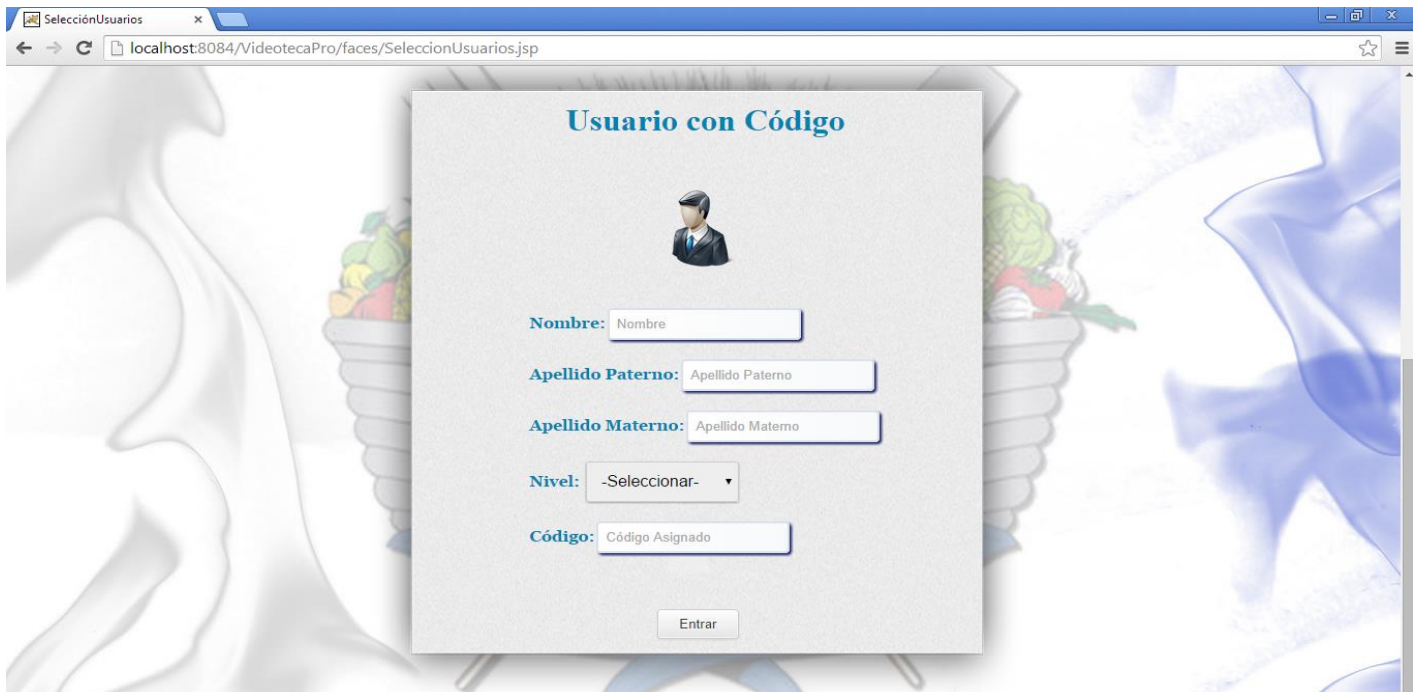 SelecciónUsuarios
localhost:8084/VideotecaPro/faces/SeleccionUsuarios.jsp
Usuario con Código
Nombre: Nombre
Apellido Paterno: Apellido Paterno
Apellido Materno: Apellido Materno
Nivel: -Seleccionar-
Código: Código Asignado
Entrar